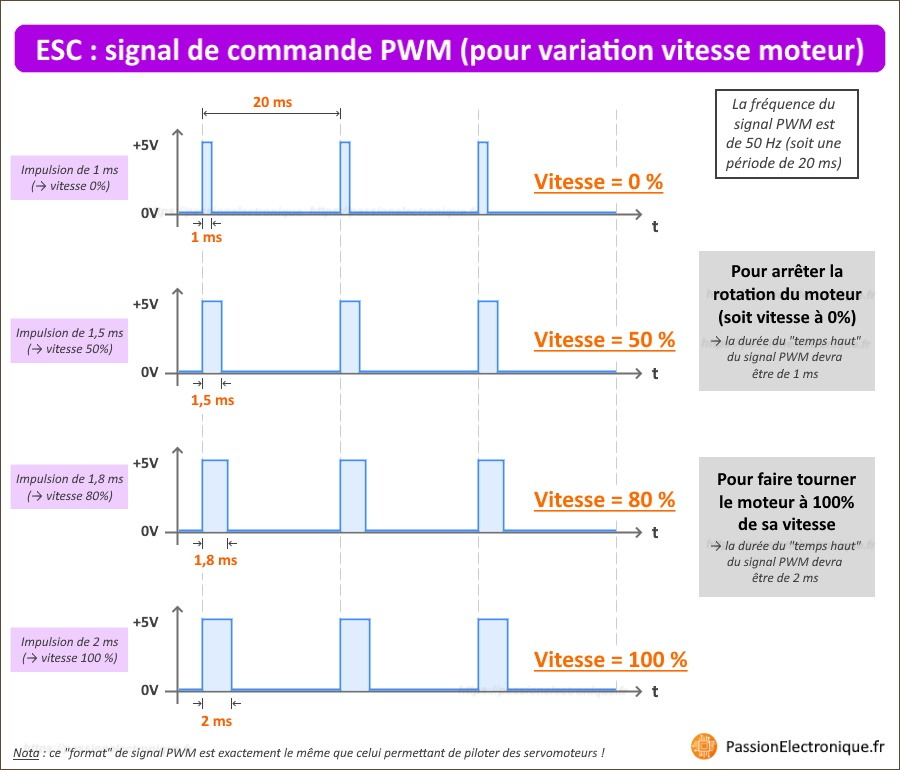 ESC : signal de commande PWM (pour variation vitesse moteur)
20 ms
La fréquence du
signal PWM est
de 50 Hz (soit une
période de 20 ms)
+5V
Impulsion de 1 ms
(→ vitesse 0%)
Vitesse = 0 %
0V
t
1 ms
Pour arrêter la
rotation du moteur
(soit vitesse à 0%)
→ la durée du "temps haut"
du signal PWM devra
être de 1 ms
+5V
Impulsion de 1,5 ms
(→ vitesse 50%)
Vitesse = 50 %
0V
t
1,5 ms
+5V
Impulsion de 1,8 ms
(→ vitesse 80%)
Vitesse = 80 %
0V
t
1,8 ms
Pour faire tourner
le moteur à 100%
de sa vitesse
→ la durée du "temps haut"
du signal PWM devra
être de 2 ms
+5V
Impulsion de 2 ms
(→ vitesse 100 %)
Vitesse = 100 %
0V
t
2 ms
Nota : ce "format" de signal PWM est exactement le même que celui permettant de piloter des servomoteurs !
PassionElectronique.fr